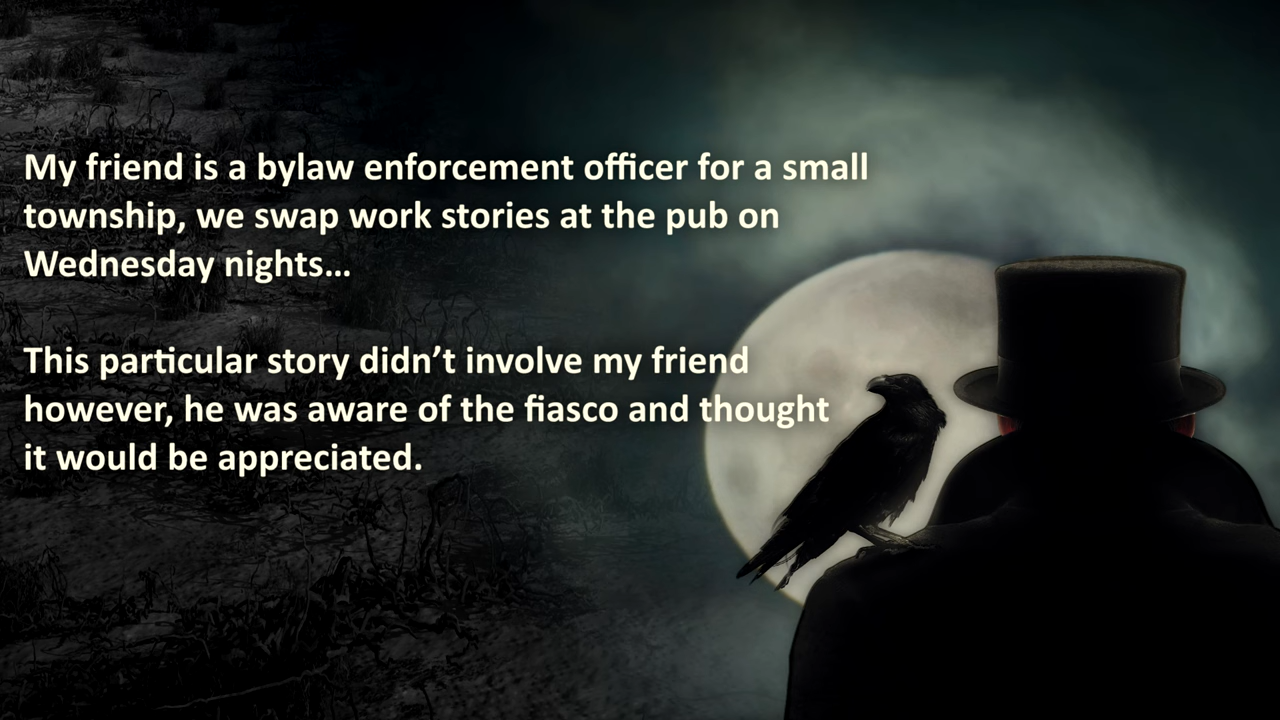 My friend is a bylaw enforcement officer for a small
township, we swap work stories at the pub on
Wednesday nights…
This particular story didn’t involve my friend
however, he was aware of the fiasco and thought
it would be appreciated.